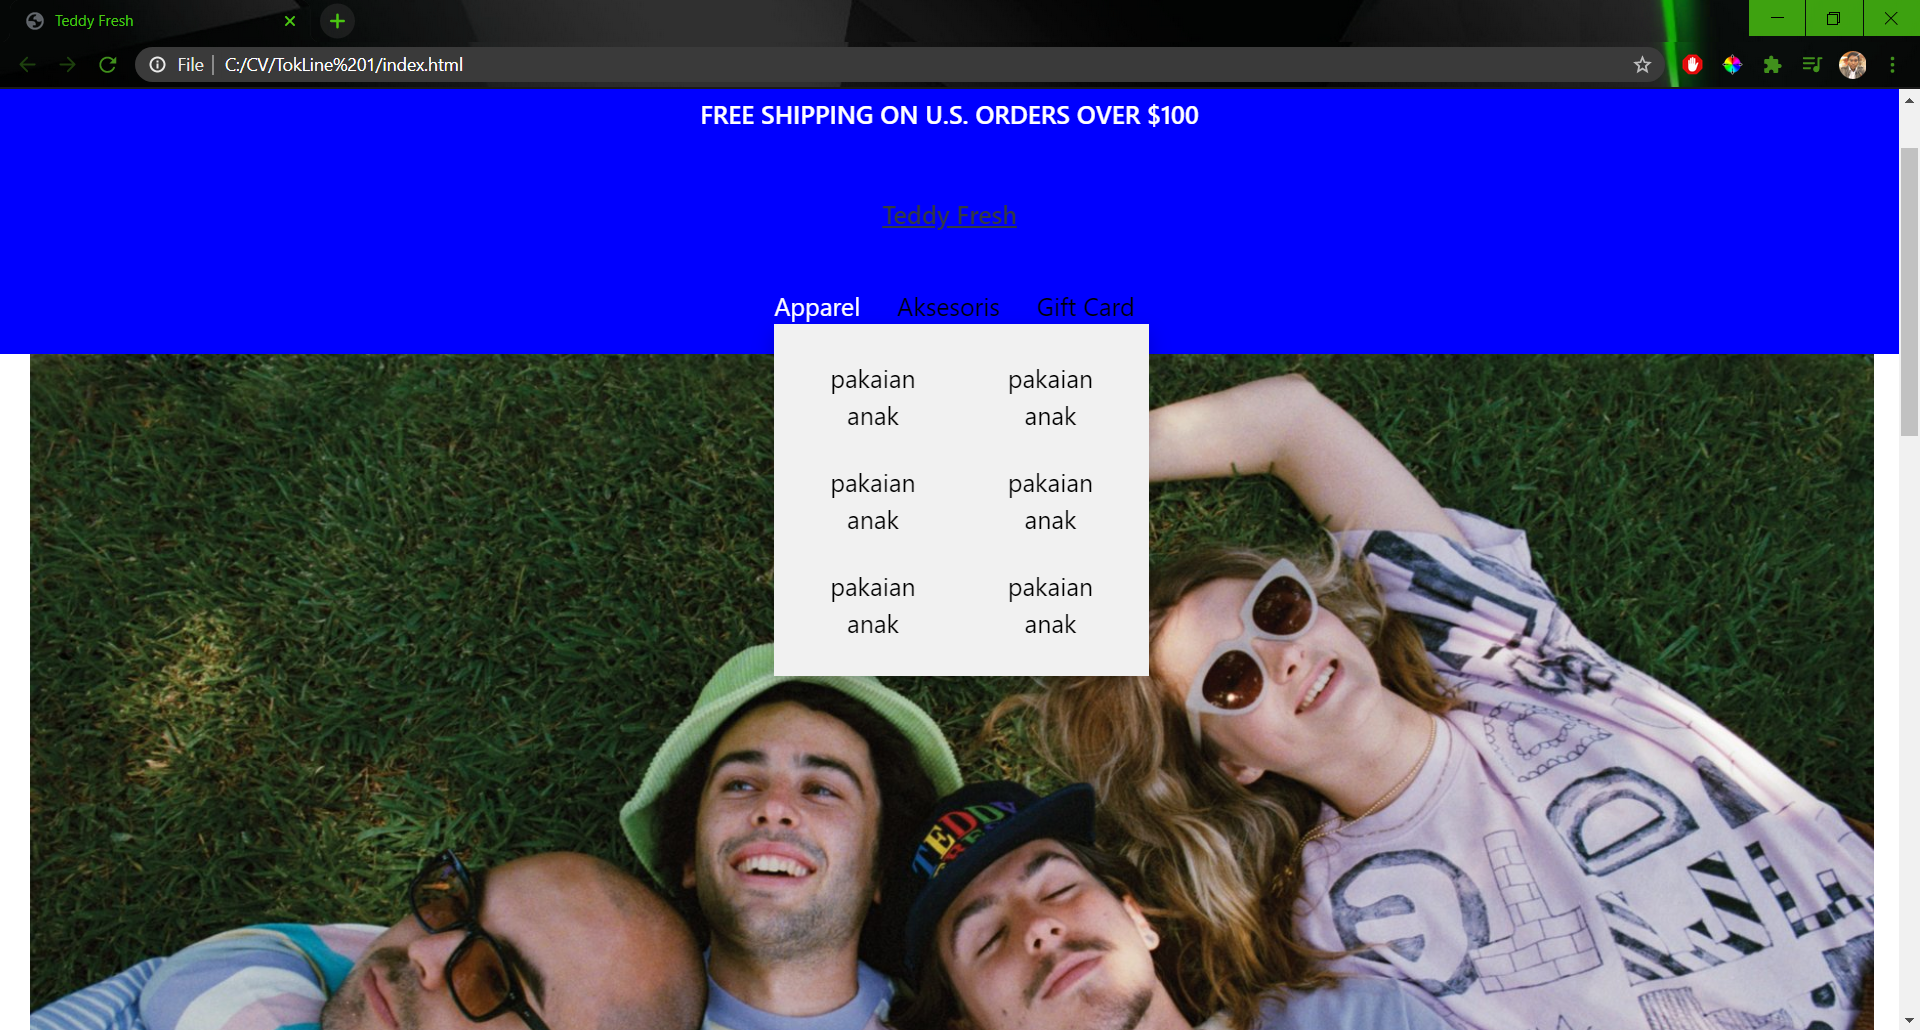 Teddy Fresh
File
C:/CV/TokLine%201/index.html
FREE SHIPPING ON U.S. ORDERS OVER $100
Teddy Fresh
Apparel Aksesoris Gift Card
pakaian pakaian
anak anak
pakaian pakaian
anak anak
pakaian pakaian
anak anak
TEDDY